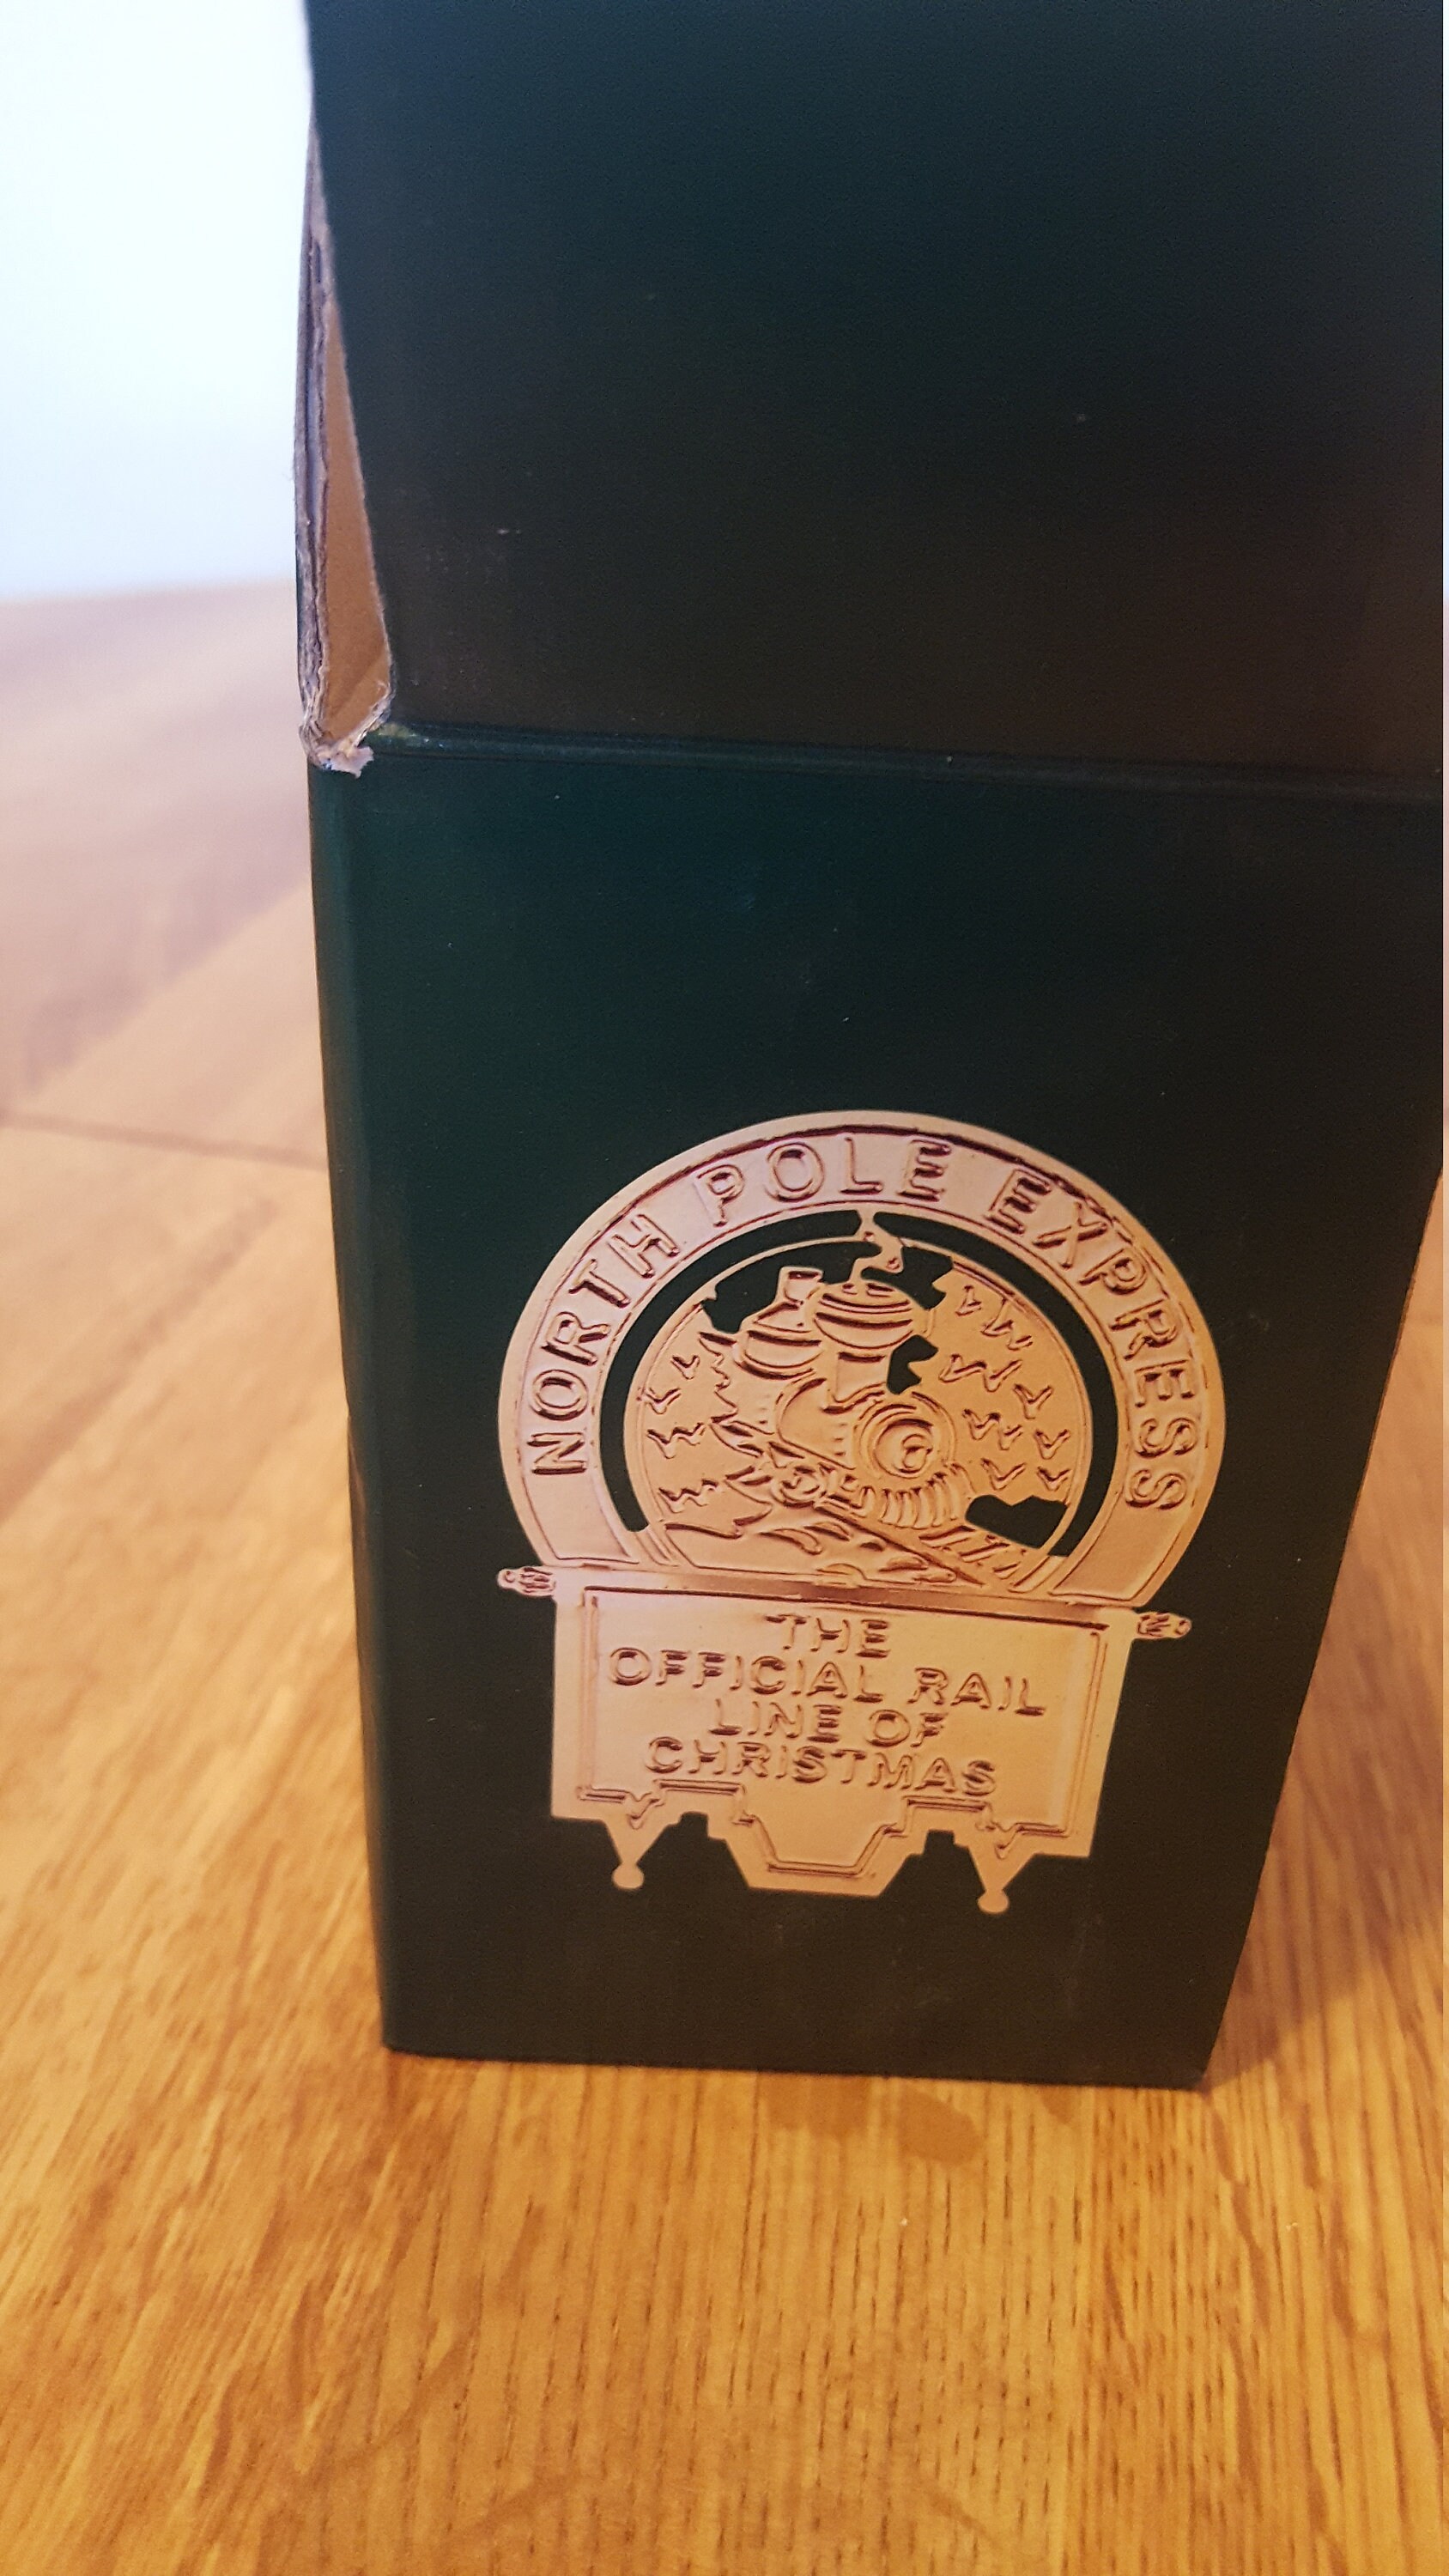 NORTH POLE EXPRESS
THE
OFFICIAL RAIL
LINE OF
CHRISTMAS